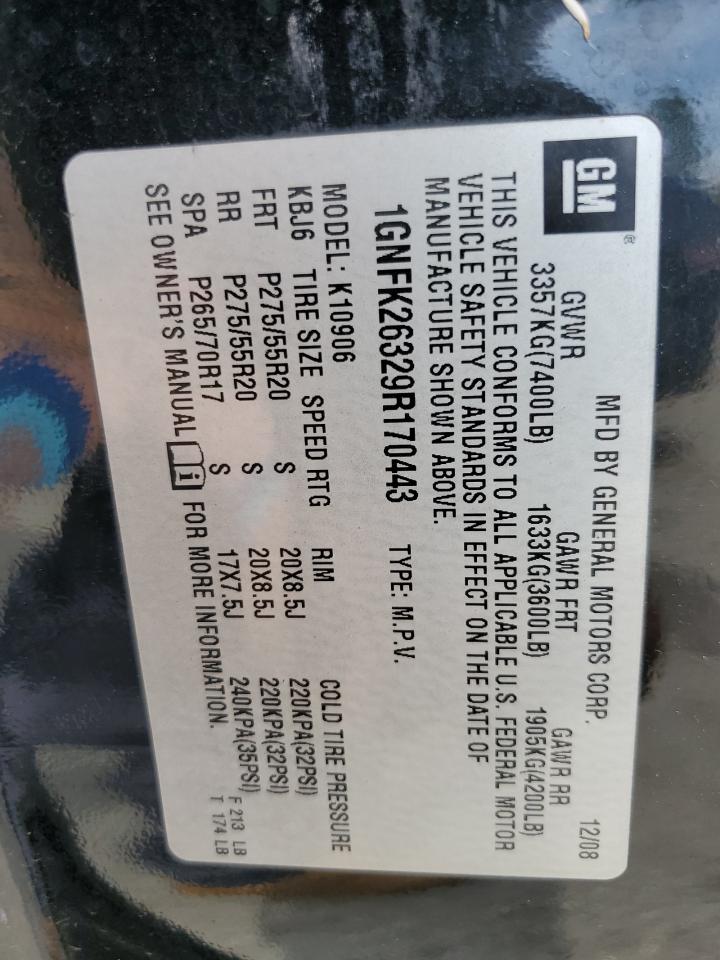 GM®
MFD BY GENERAL MOTORS CORP. 12/08
GVWR GAWR FRT GAWR RR
3357KG(7400LB) 1633KG(3600LB) 1905KG(4200LB)
THIS VEHICLE CONFORMS TO ALL APPLICABLE U.S. FEDERAL MOTOR
VEHICLE SAFETY STANDARDS IN EFFECT ON THE DATE OF
MANUFACTURE SHOWN ABOVE.
1GNFK26329R170443 TYPE: M.P.V.
MODEL: K10906
KBJ6 TIRE SIZE SPEED RTG RIM COLD TIRE PRESSURE
FRT P275/55R20 S 20X8.5J 220KPA(32PSI)
RR P275/55R20 S 20X8.5J 220KPA(32PSI)
SPA P265/70R17 S 17X7.5J 240KPA(35PSI)
SEE OWNER'S MANUAL i FOR MORE INFORMATION.
F 213 LB
T 174 LB